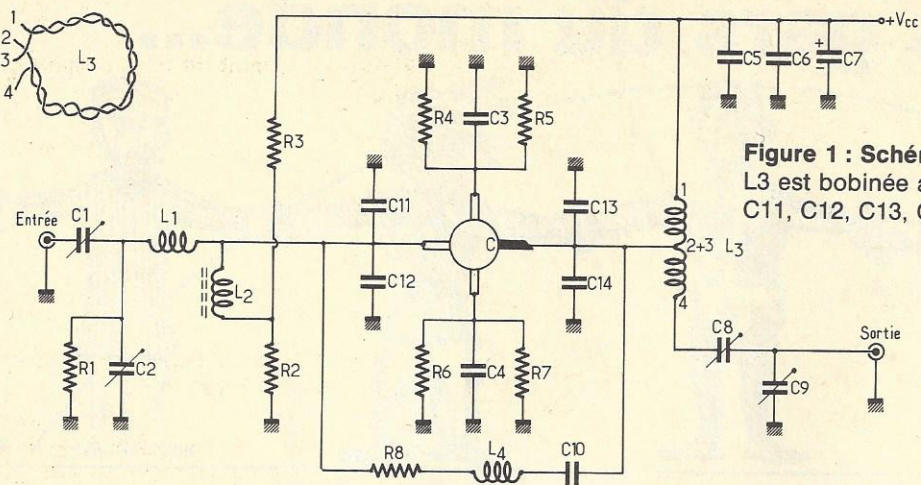 1
2
3
4
L3
+Vcc
C5
C6
+
-
C7
R4
C3
R5
R3
Figure 1 : Schéma
L3 est bobinée a
C11, C12, C13, C
Entrée
C1
L1
C11
C13
C
1
2+3
L3
4
L2
C12
C14
R1
C2
R2
R6
C4
R7
C8
Sortie
C9
R8
L4
C10